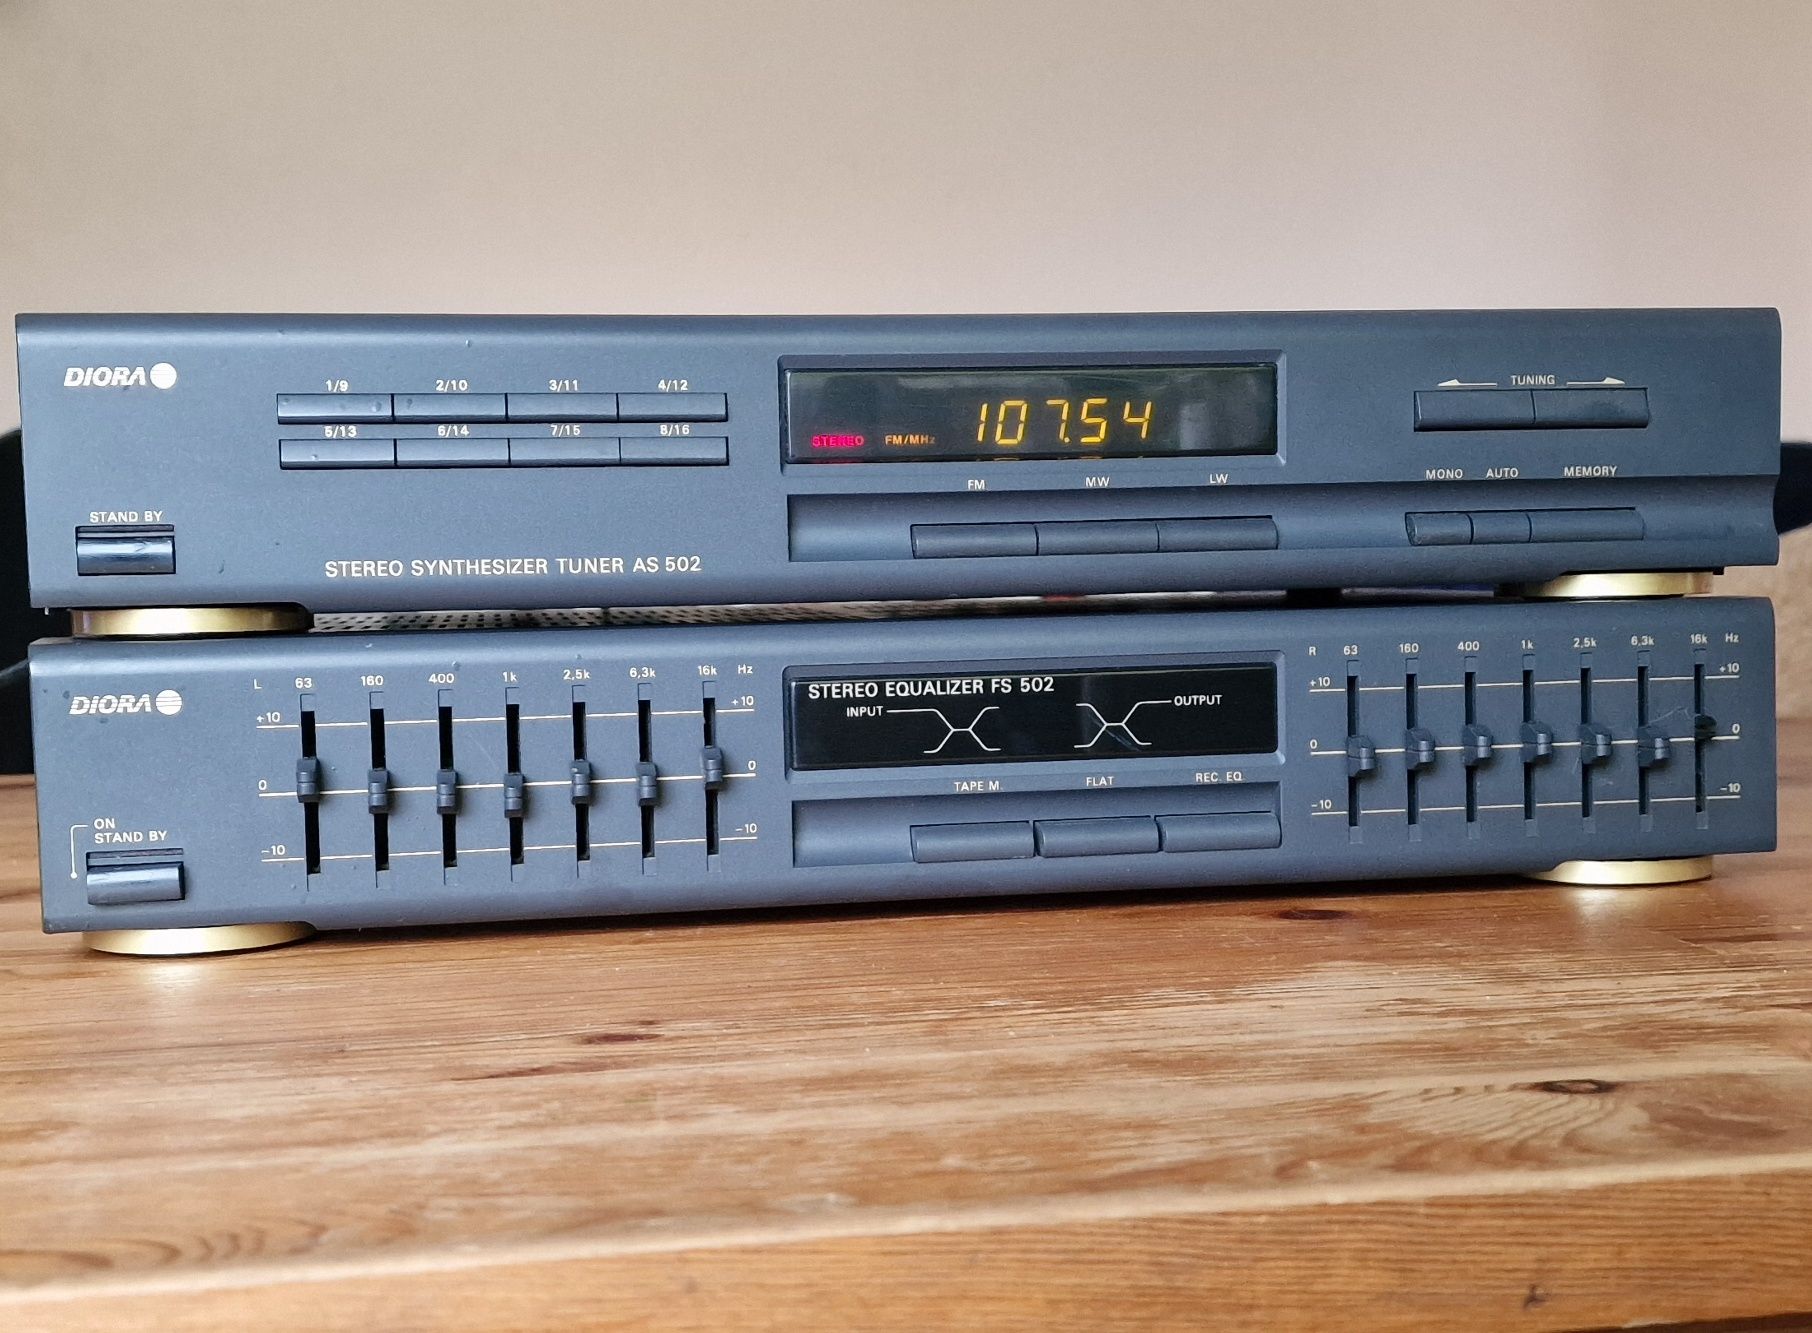 DIORA
1/9 2/10 3/11 4/12
5/13 6/14 7/15 8/16
STAND BY
STEREO SYNTHESIZER TUNER AS 502
STEREO FM/MHz 107.54
FM MW LW
TUNING
MONO AUTO MEMORY
DIORA
ON
STAND BY
L 63 160 400 1k 2,5k 6,3k 16k Hz
+10 +10
0 0
-10 -10
STEREO EQUALIZER FS 502
INPUT OUTPUT
TAPE M. FLAT REC. EQ.
R 63 160 400 1k 2,5k 6,3k 16k Hz
+10 +10
0 0
-10 -10